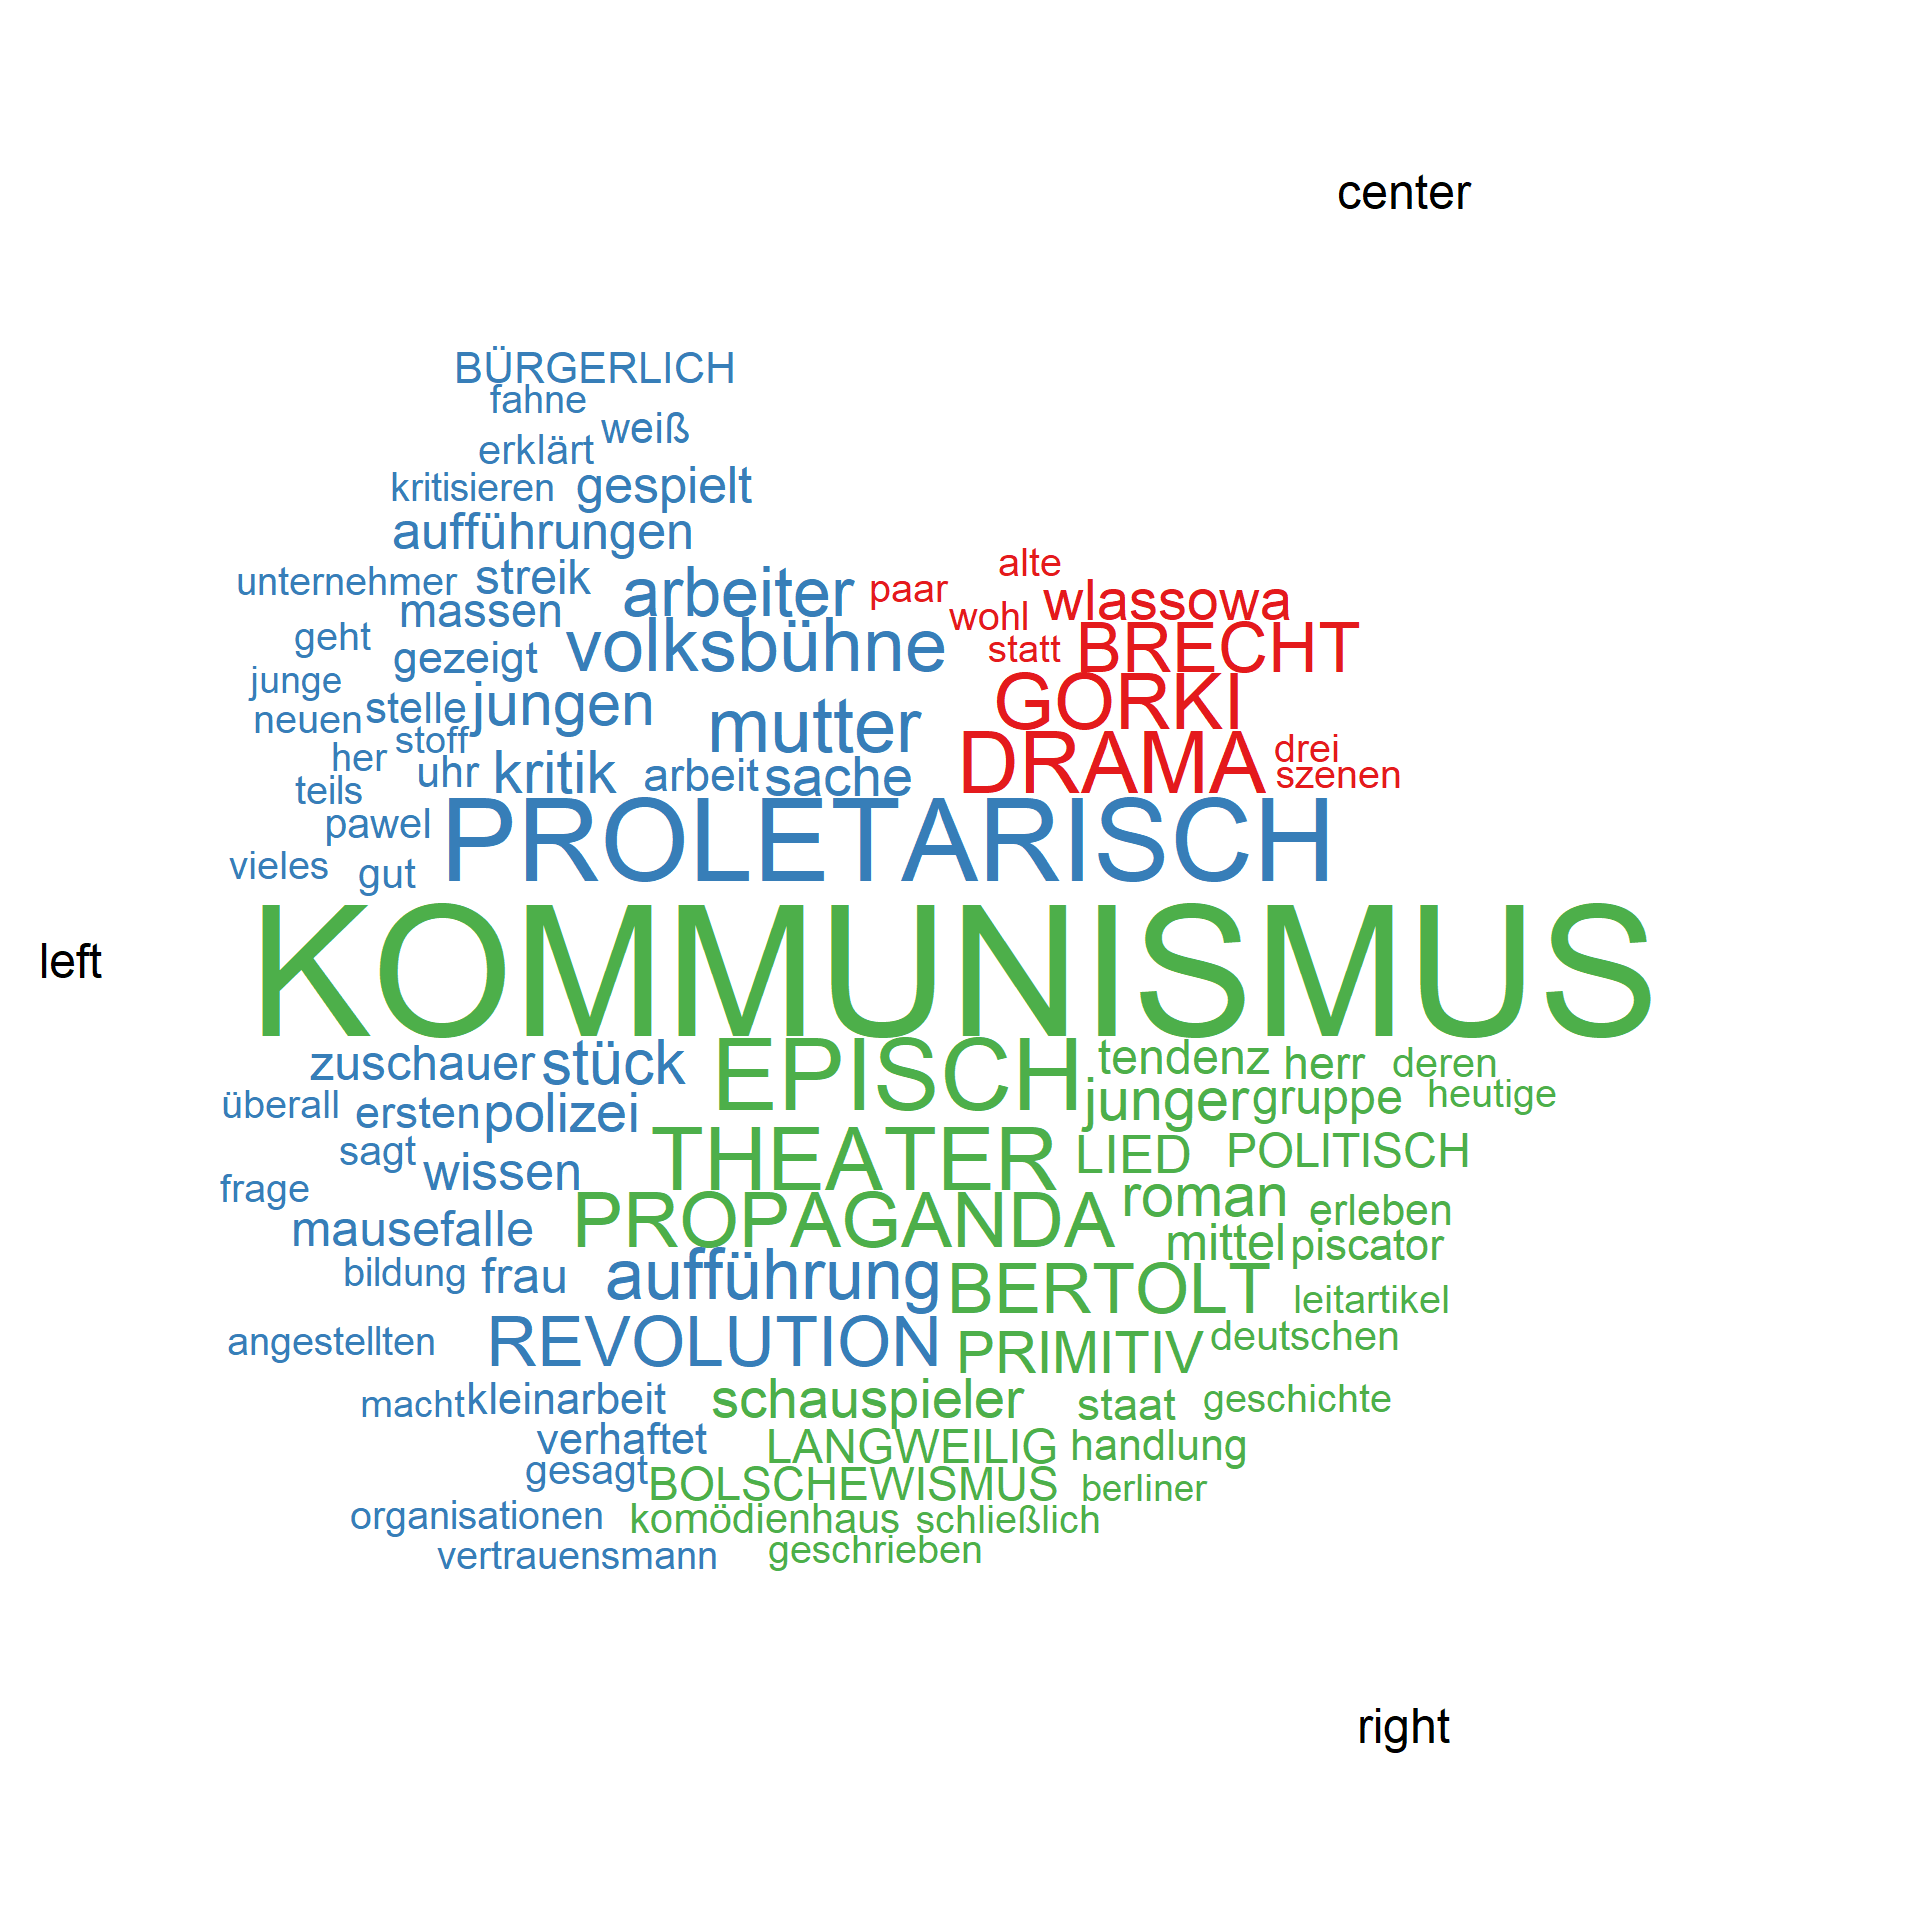 center
BÜRGERLICH
fahne
weiß
erklärt
kritisieren gespielt
aufführungen
alte
unternehmer streik arbeiter paar wlassowa
massen wohl
geht gezeigt volksbühne statt BRECHT
junge
neuen stelle jungen GORKI
stoff mutter
her uhr kritik arbeit sache DRAMA drei
teils szenen
pawel PROLETARISCH
vieles gut
left KOMMUNISMUS
zuschauer stück EPISCH tendenz herr deren
überall ersten polizei junger gruppe heutige
sagt wissen THEATER LIED POLITISCH
frage PROPAGANDA roman erleben
mausefalle mittel piscator
bildung frau aufführung BERTOLT leitartikel
angestellten REVOLUTION PRIMITIV deutschen
macht kleinarbeit schauspieler staat geschichte
verhaftet LANGWEILIG handlung
gesagt BOLSCHEWISMUS berliner
organisationen komödienhaus schließlich
vertrauensmann geschrieben
right